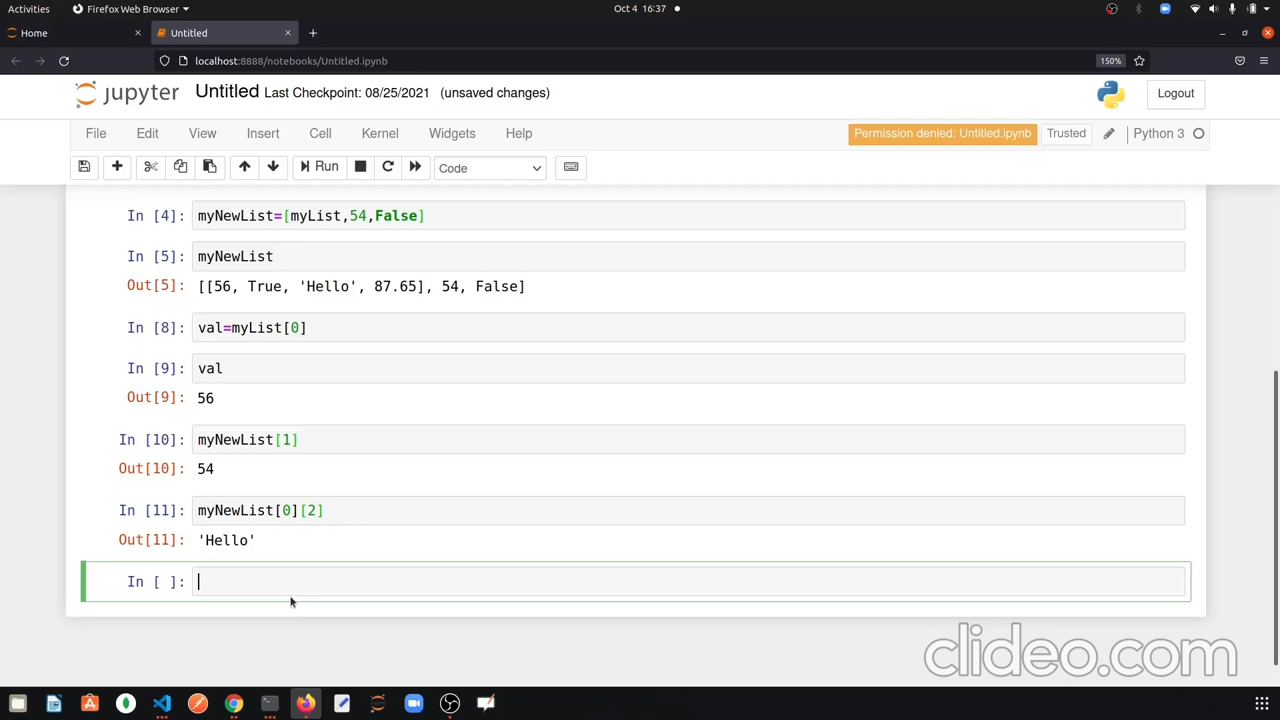 Activities
Firefox Web Browser
Oct 4 16:37
Home
Untitled
localhost:8888/notebooks/Untitled.ipynb
150%
jupyter Untitled Last Checkpoint: 08/25/2021 (unsaved changes)
Logout
File Edit View Insert Cell Kernel Widgets Help
Permission denied: Untitled.ipynb Trusted Python 3
Run Code
In [4]: myNewList=[myList,54,False]
In [5]: myNewList
Out[5]: [[56, True, 'Hello', 87.65], 54, False]
In [8]: val=myList[0]
In [9]: val
Out[9]: 56
In [10]: myNewList[1]
Out[10]: 54
In [11]: myNewList[0][2]
Out[11]: 'Hello'
In [ ]:
clideo.com